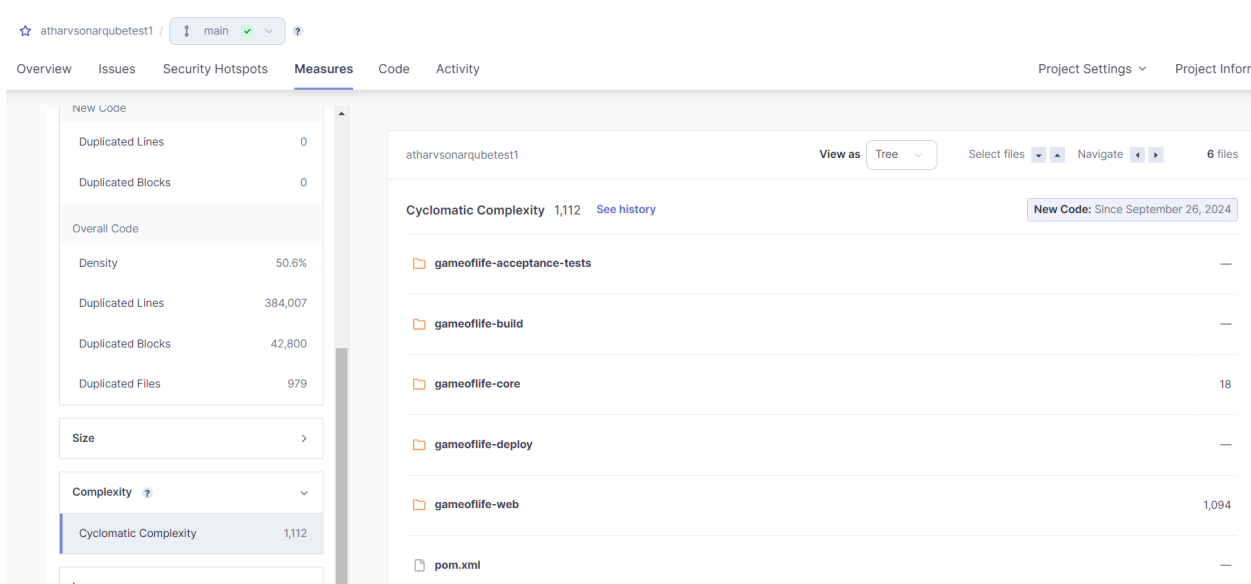 atharvsonarqubetest1 / main ?
Overview Issues Security Hotspots Measures Code Activity Project Settings Project Inforr
New Code
Duplicated Lines 0
Duplicated Blocks 0
Overall Code
Density 50.6%
Duplicated Lines 384,007
Duplicated Blocks 42,800
Duplicated Files 979
Size
Complexity ?
Cyclomatic Complexity 1,112
atharvsonarqubetest1 View as Tree Select files Navigate 6 files
Cyclomatic Complexity 1,112 See history New Code: Since September 26, 2024
gameoflife-acceptance-tests —
gameoflife-build —
gameoflife-core 18
gameoflife-deploy —
gameoflife-web 1,094
pom.xml —